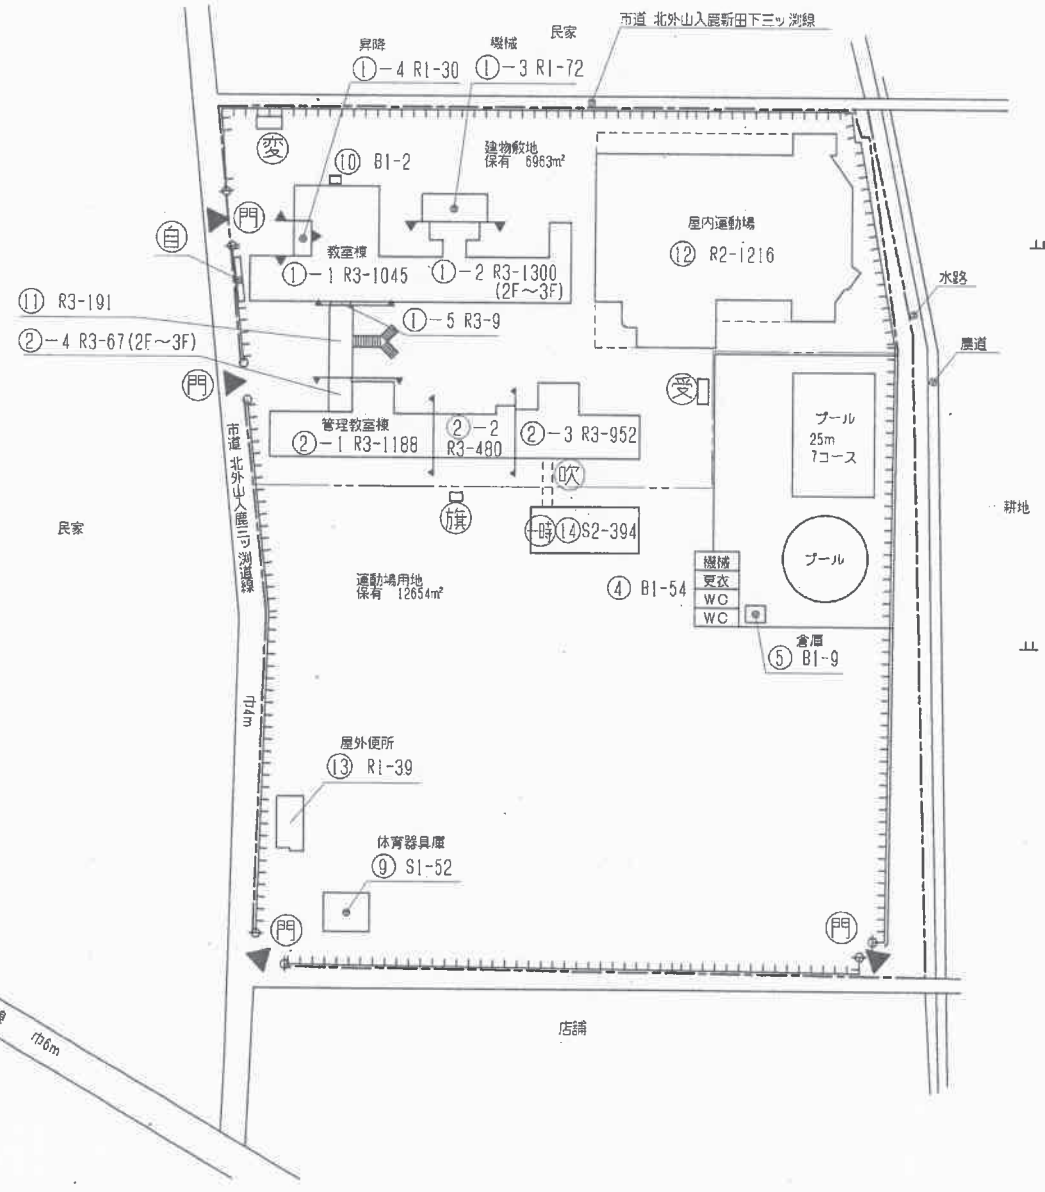 市道 北外山入鹿新田下三ッ渕線
民家
昇降
①-4 R1-30
機械
①-3 R1-72
変
⑩ B1-2
建物敷地
保有 6963m²
門
自
教室棟
①-1 R3-1045
①-2 R3-1300
(2F～3F)
屋内運動場
⑫ R2-1216
水路
⑪ R3-191
①-5 R3-9
②-4 R3-67(2F～3F)
農道
門
受
プール
25m
7コース
管理教室棟
②-1 R3-1188
②-2
R3-480
②-3 R3-952
市道 北外山入鹿三ッ渕道線
吹
旗
一時 ⑭ S2-394
民家
耕地
プール
機械
更衣
WC
WC
④ B1-54
運動場用地
保有 12654m²
倉庫
⑤ B1-9
巾4m
屋外便所
⑬ R1-39
体育器具庫
⑨ S1-52
門
門
店舗
巾6m